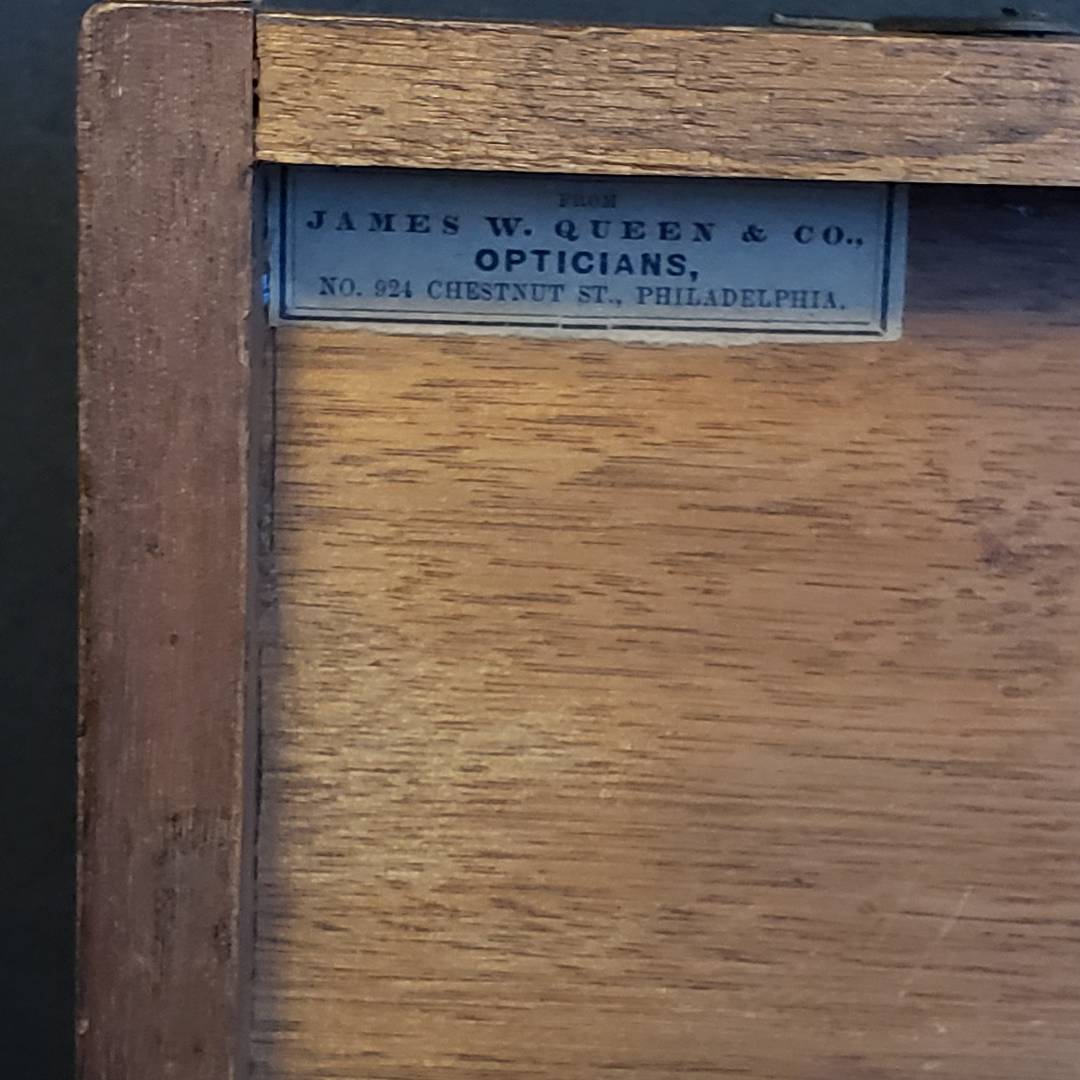 FROM
JAMES W. QUEEN & CO.,
OPTICIANS,
NO. 924 CHESTNUT ST., PHILADELPHIA.